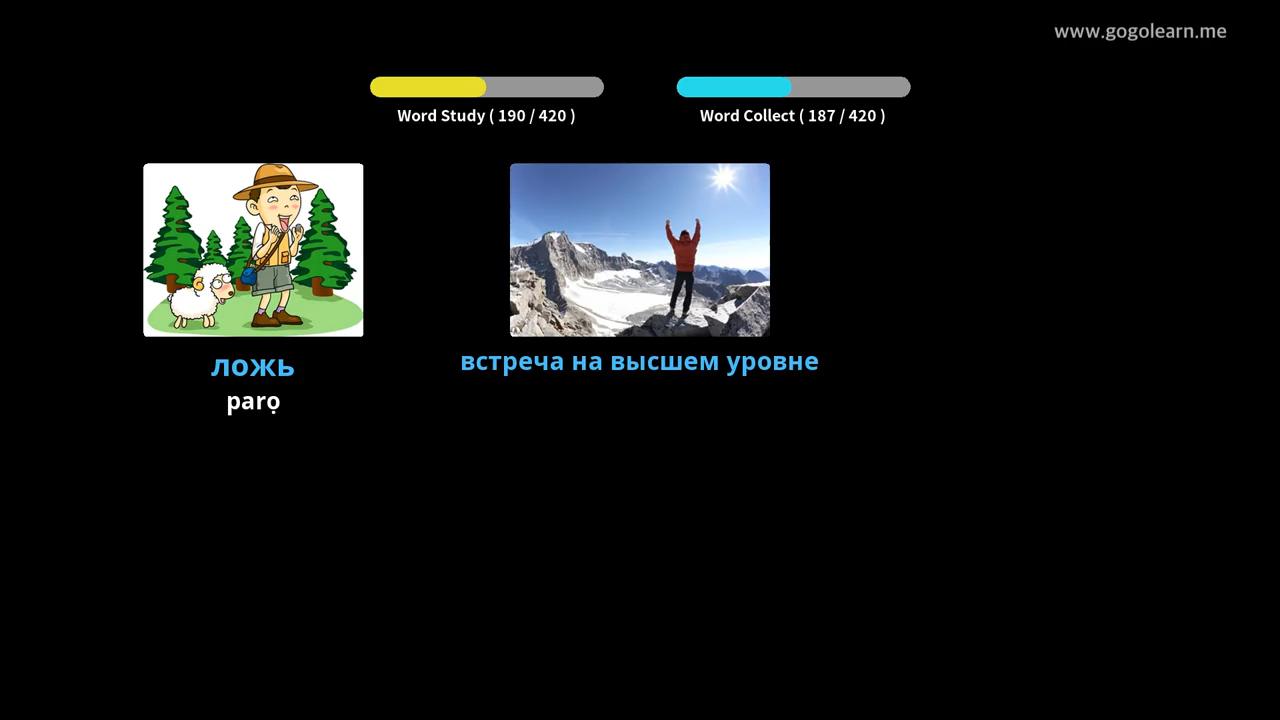 www.gogolearn.me
Word Study ( 190 / 420 )
Word Collect ( 187 / 420 )
ложь
parọ
встреча на высшем уровне